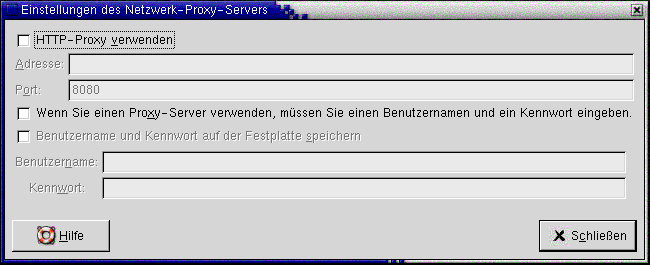 Einstellungen des Netzwerk-Proxy-Servers
HTTP-Proxy verwenden
Adresse:
Port: 8080
Wenn Sie einen Proxy-Server verwenden, müssen Sie einen Benutzernamen und ein Kennwort eingeben.
Benutzername und Kennwort auf der Festplatte speichern
Benutzername:
Kennwort:
Hilfe Schließen